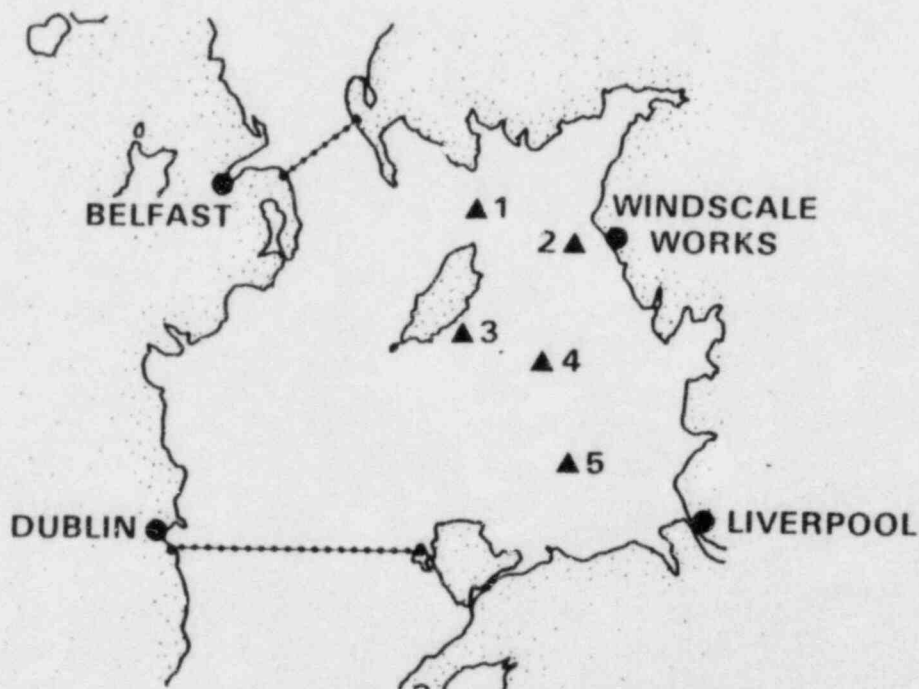 BELFAST
1
WINDSCALE
WORKS
2
3
4
5
DUBLIN
LIVERPOOL